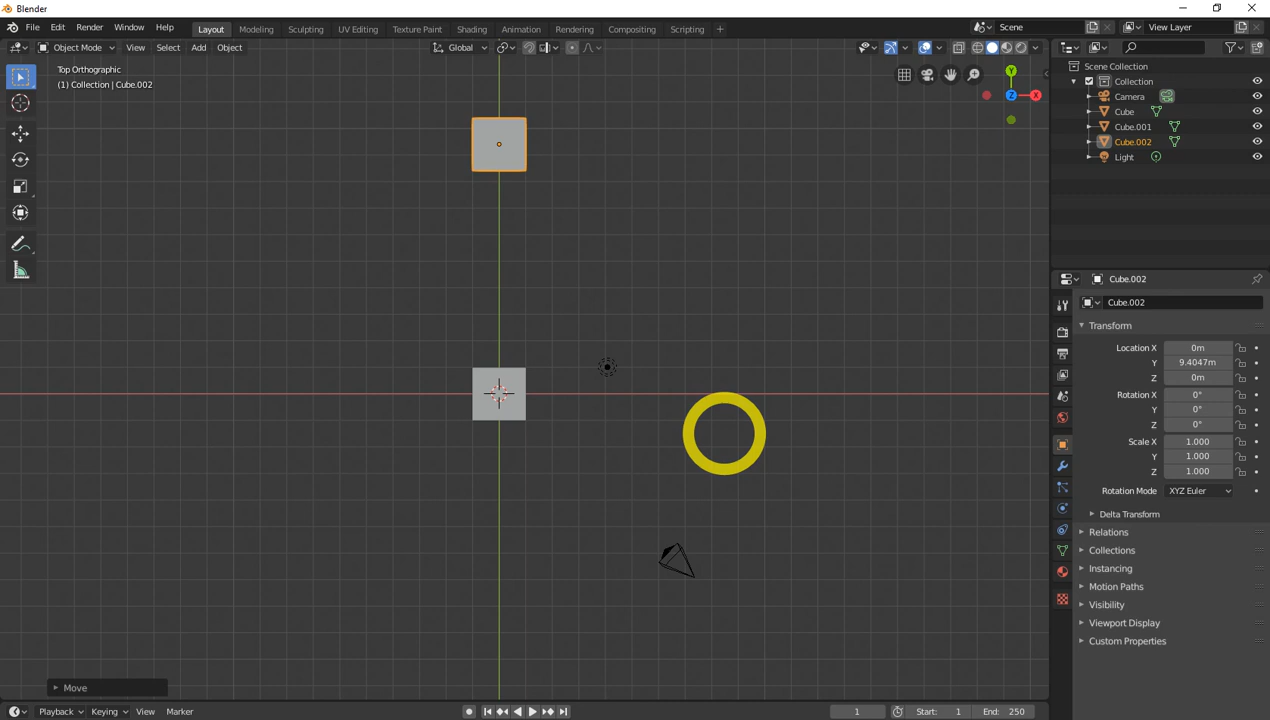 Blender
File Edit Render Window Help Layout Modeling Sculpting UV Editing Texture Paint Shading Animation Rendering Compositing Scripting + Scene View Layer
Object Mode View Select Add Object Global
Top Orthographic
(1) Collection | Cube.002
Y
Z X
Scene Collection
Collection
Camera
Cube
Cube.001
Cube.002
Light
Cube.002
Cube.002
Transform
Location X 0m
Y 9.4047m
Z 0m
Rotation X 0°
Y 0°
Z 0°
Scale X 1.000
Y 1.000
Z 1.000
Rotation Mode XYZ Euler
Delta Transform
Relations
Collections
Instancing
Motion Paths
Visibility
Viewport Display
Custom Properties
Move
Playback Keying View Marker 1 Start: 1 End: 250